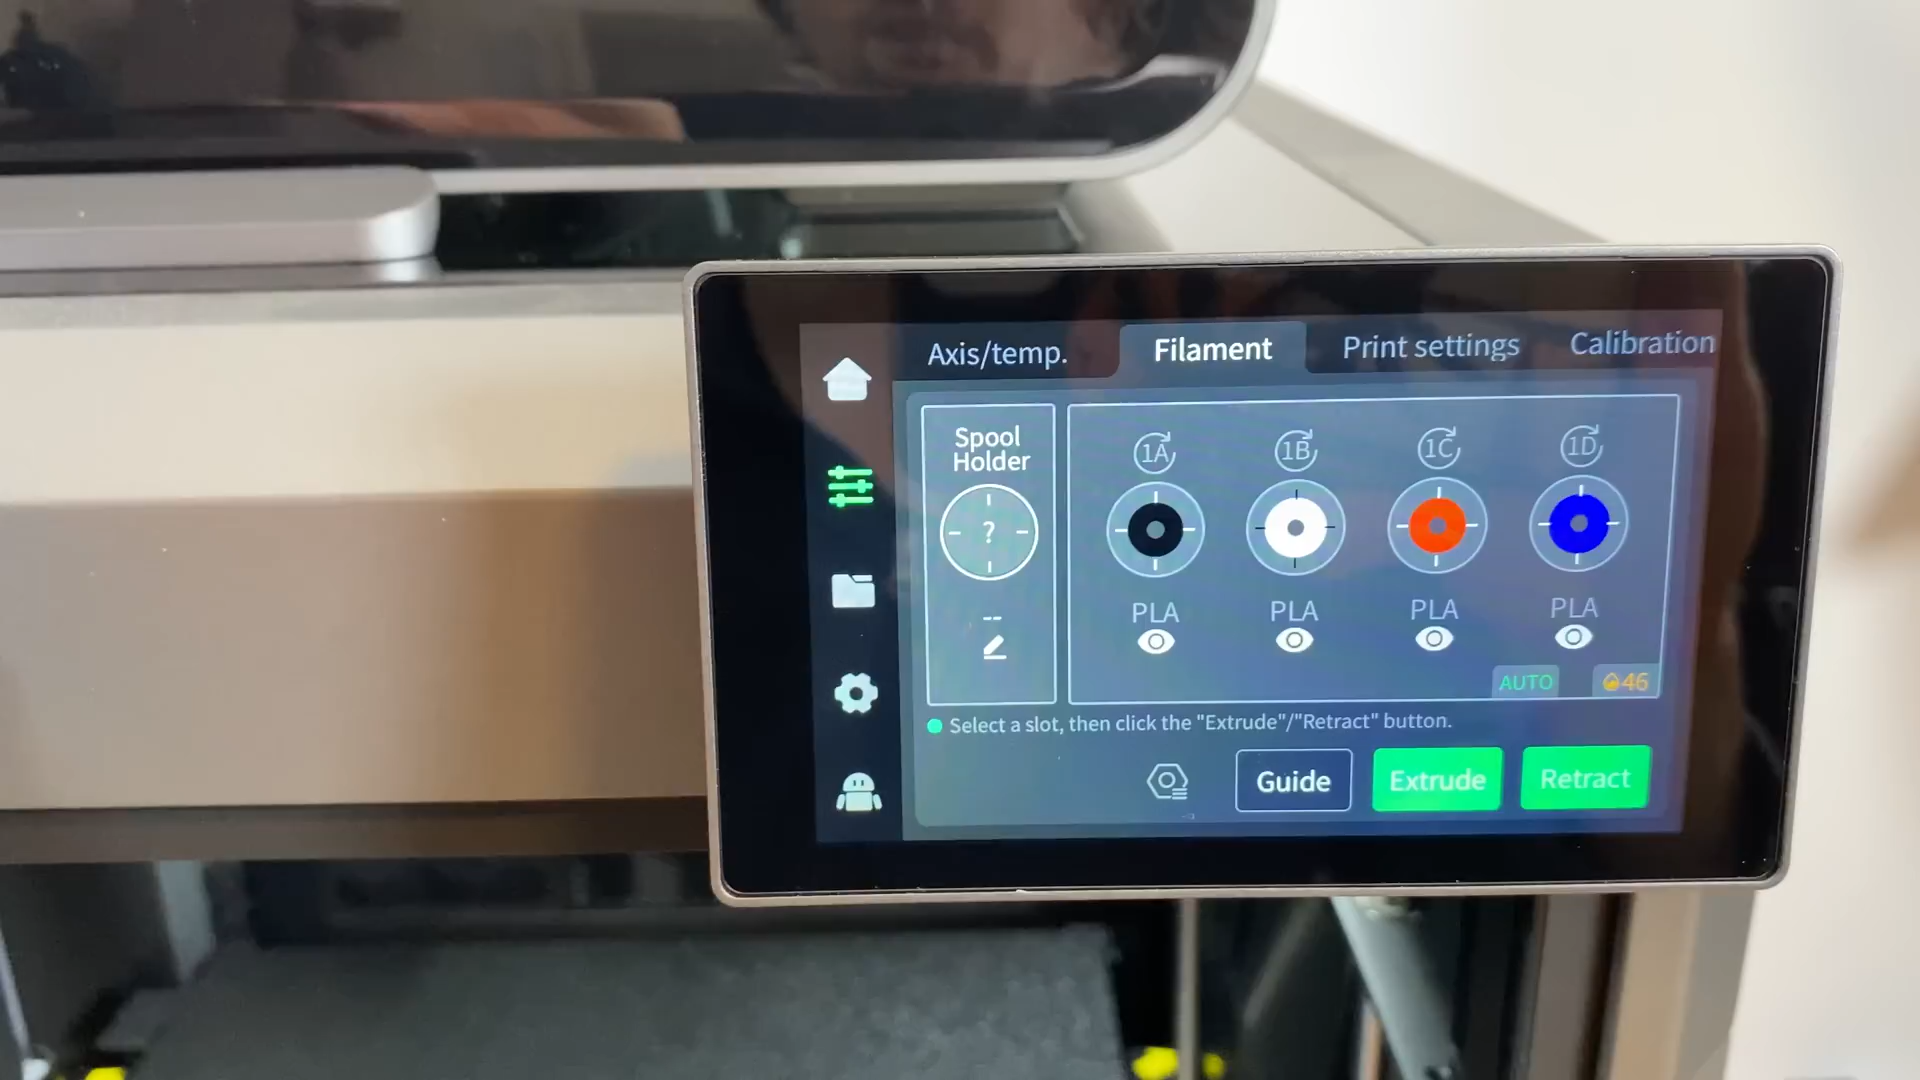 Axis/temp.
Filament
Print settings
Calibration
Spool
Holder
?
--
1A
1B
1C
1D
PLA
PLA
PLA
PLA
AUTO
46
Select a slot, then click the "Extrude"/"Retract" button.
Guide
Extrude
Retract